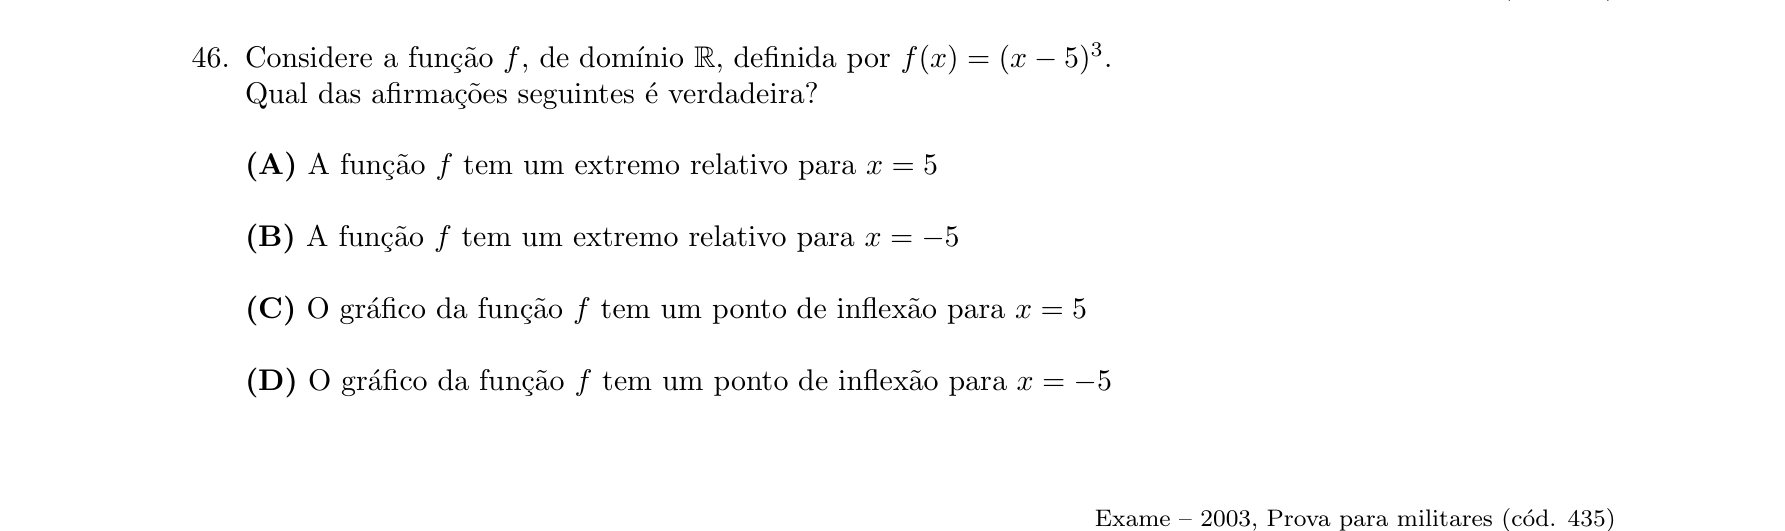 46. Considere a função f, de domínio ℝ, definida por f(x) = (x − 5)³.
Qual das afirmações seguintes é verdadeira?
(A) A função f tem um extremo relativo para x = 5
(B) A função f tem um extremo relativo para x = −5
(C) O gráfico da função f tem um ponto de inflexão para x = 5
(D) O gráfico da função f tem um ponto de inflexão para x = −5
Exame – 2003, Prova para militares (cód. 435)